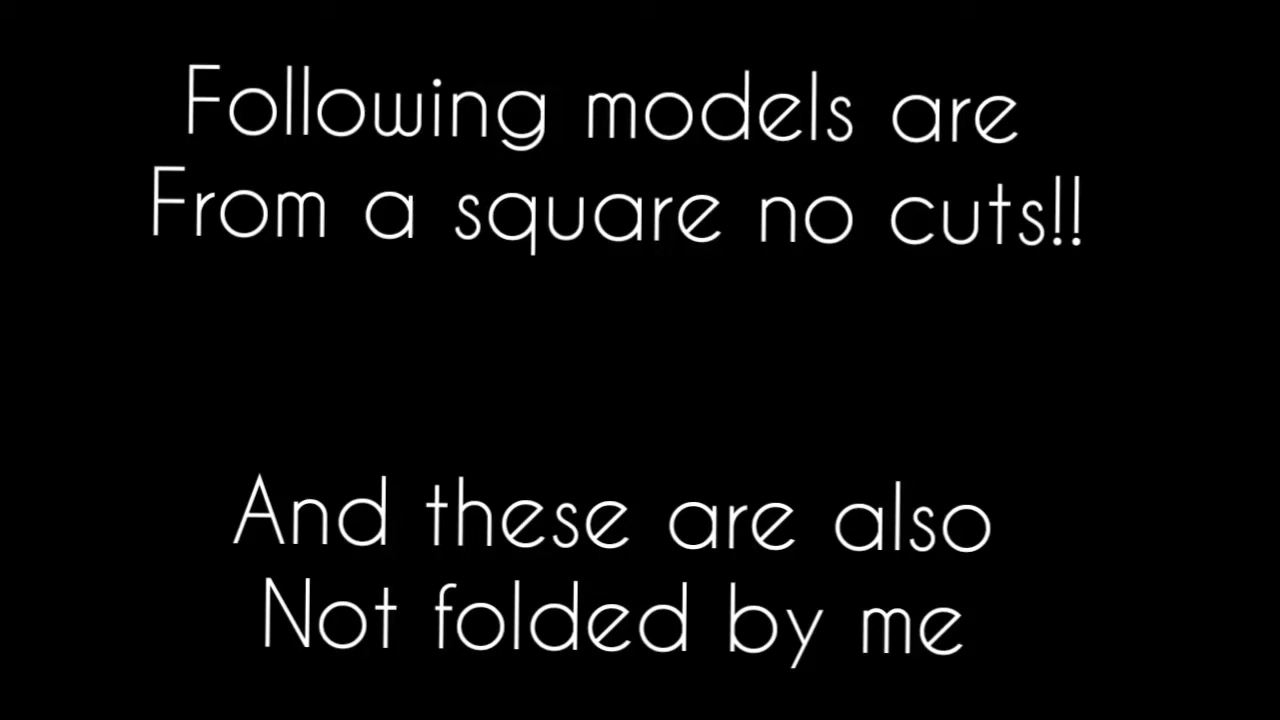 Following models are
From a square no cuts!!
And these are also
Not folded by me